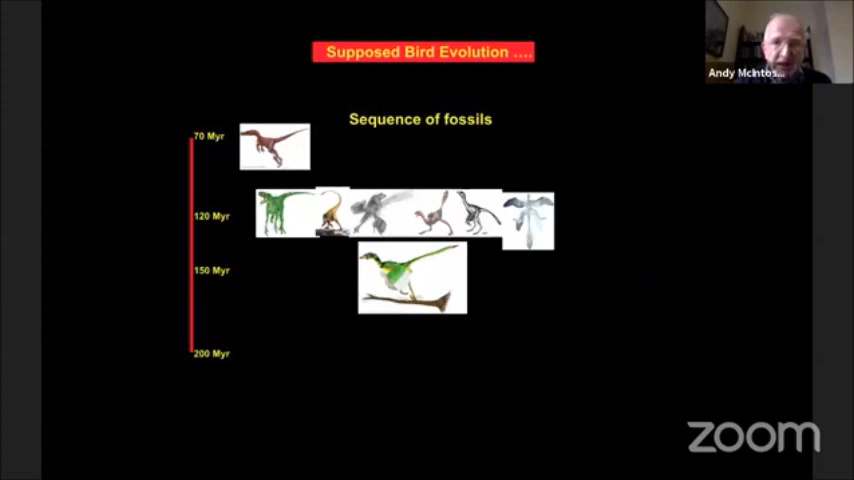 Supposed Bird Evolution ....
Andy McIntos...
Sequence of fossils
70 Myr
120 Myr
150 Myr
200 Myr
zoom